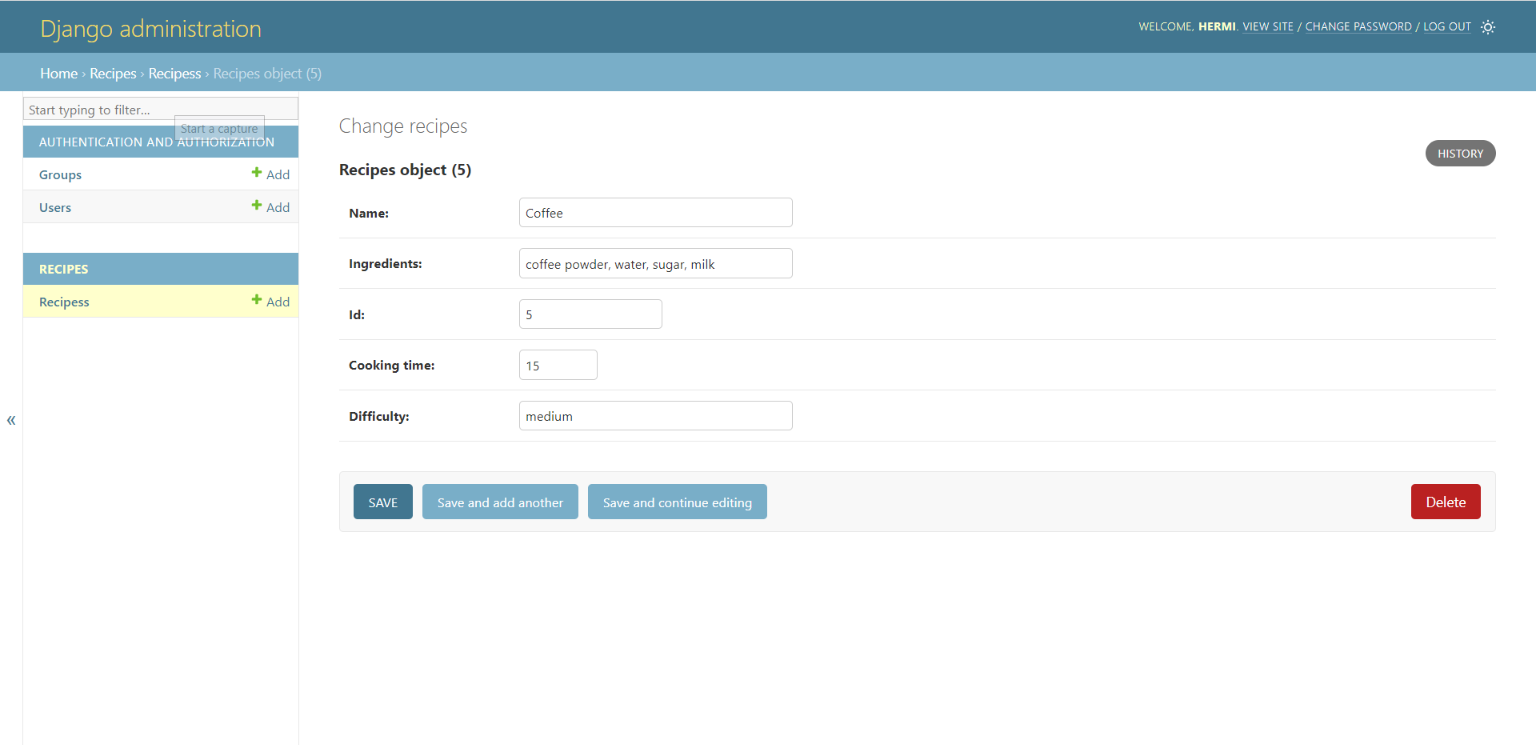 Django administration
WELCOME, HERMI. VIEW SITE / CHANGE PASSWORD / LOG OUT
Home › Recipes › Recipess › Recipes object (5)
Start typing to filter...
Start a capture
AUTHENTICATION AND AUTHORIZATION
Groups + Add
Users + Add
RECIPES
Recipess + Add
«
Change recipes
HISTORY
Recipes object (5)
Name: Coffee
Ingredients: coffee powder, water, sugar, milk
Id: 5
Cooking time: 15
Difficulty: medium
SAVE Save and add another Save and continue editing Delete